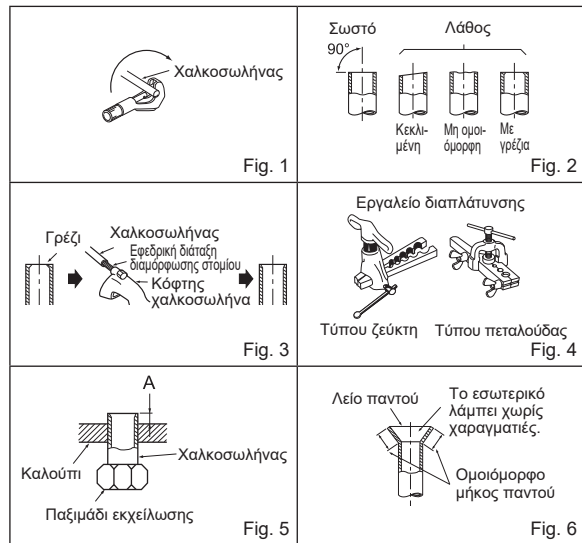 Χαλκοσωλήνας
Fig. 1
Σωστό
Λάθος
90°
Κεκλι-
μένη
Μη ομοι-
όμορφη
Με
γρέζια
Fig. 2
Γρέζι
Χαλκοσωλήνας
Εφεδρική διάταξη
διαμόρφωσης στομίου
Κόφτης
χαλκοσωλήνα
Fig. 3
Εργαλείο διαπλάτυνσης
Τύπου ζεύκτη
Τύπου πεταλούδας
Fig. 4
A
Καλούπι
Χαλκοσωλήνας
Παξιμάδι εκχείλωσης
Fig. 5
Λείο παντού
Το εσωτερικό
λάμπει χωρίς
χαραγματιές.
Ομοιόμορφο
μήκος παντού
Fig. 6